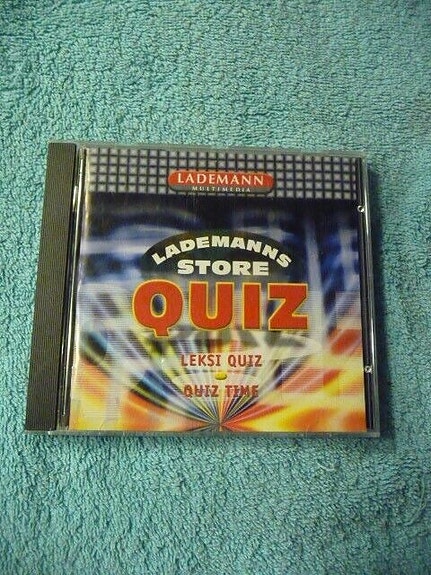 LADEMANN
MULTIMEDIA
LADEMANNS
STORE
QUIZ
LEKSI QUIZ
QUIZ TIME